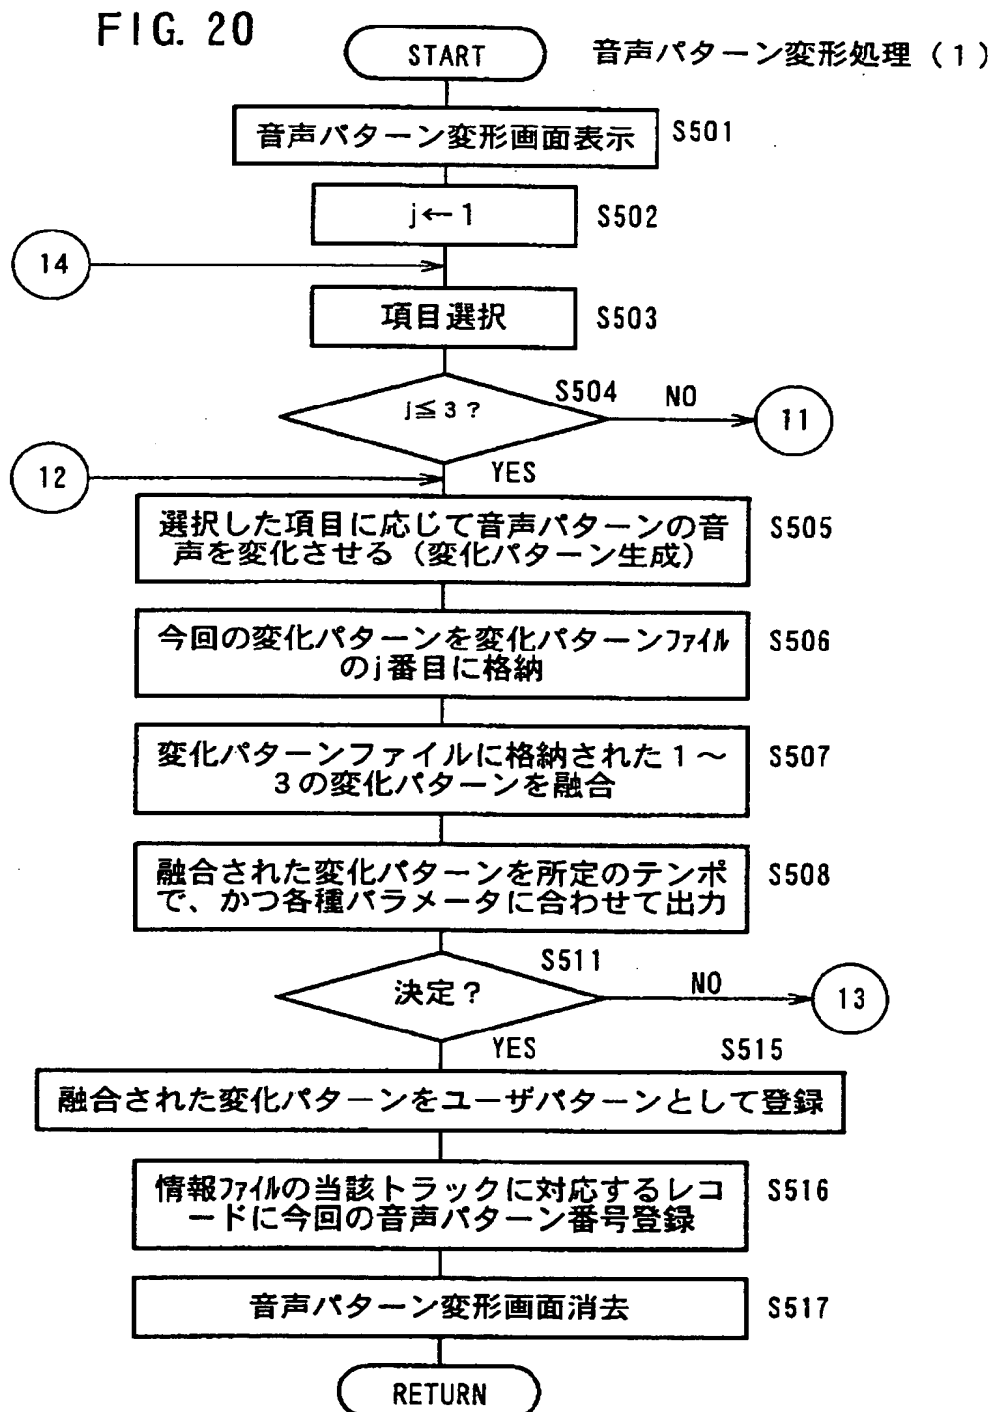 FIG. 20
START
音声パターン変形処理（1）
音声パターン変形画面表示
S501
j←1
S502
14
項目選択
S503
j≦3?
S504
NO
11
12
YES
選択した項目に応じて音声パターンの音
声を変化させる（変化パターン生成）
S505
今回の変化パターンを変化パターンファイル
のj番目に格納
S506
変化パターンファイルに格納された1～
3の変化パターンを融合
S507
融合された変化パターンを所定のテンポ
で、かつ各種パラメータに合わせて出力
S508
決定?
S511
NO
13
YES
S515
融合された変化パターンをユーザパターンとして登録
情報ファイルの当該トラックに対応するレコ
ードに今回の音声パターン番号登録
S516
音声パターン変形画面消去
S517
RETURN